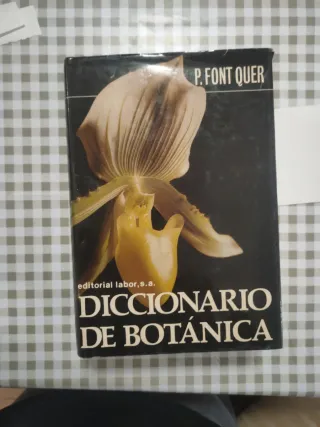 P. FONT QUER
editorial labor, s.a.
DICCIONARIO
DE BOTÁNICA